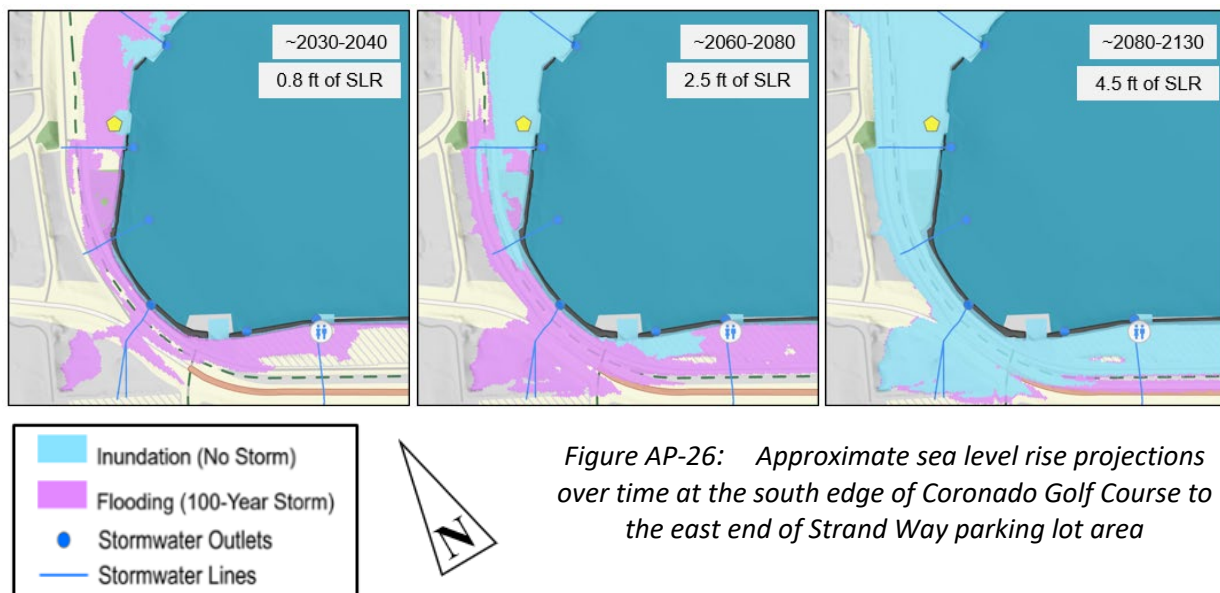 ~2030-2040
0.8 ft of SLR
~2060-2080
2.5 ft of SLR
~2080-2130
4.5 ft of SLR
Inundation (No Storm)
Flooding (100-Year Storm)
Stormwater Outlets
Stormwater Lines
N
Figure AP-26: Approximate sea level rise projections
over time at the south edge of Coronado Golf Course to
the east end of Strand Way parking lot area